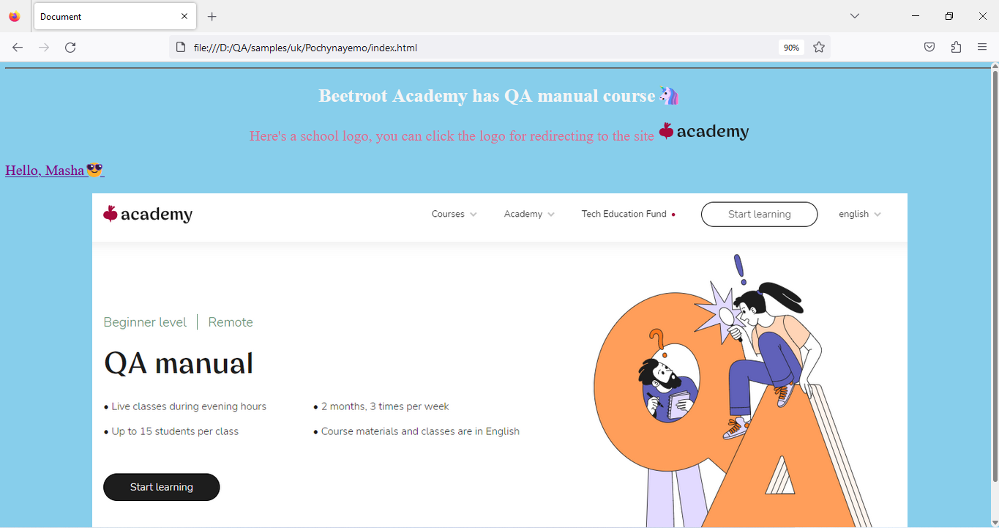 Document
file:///D:/QA/samples/uk/Pochynayemo/index.html
90%
Beetroot Academy has QA manual course🦄
Here's a school logo, you can click the logo for redirecting to the site academy
Hello, Masha😎
academy Courses Academy Tech Education Fund Start learning english
Beginner level | Remote
QA manual
• Live classes during evening hours • 2 months, 3 times per week
• Up to 15 students per class • Course materials and classes are in English
Start learning